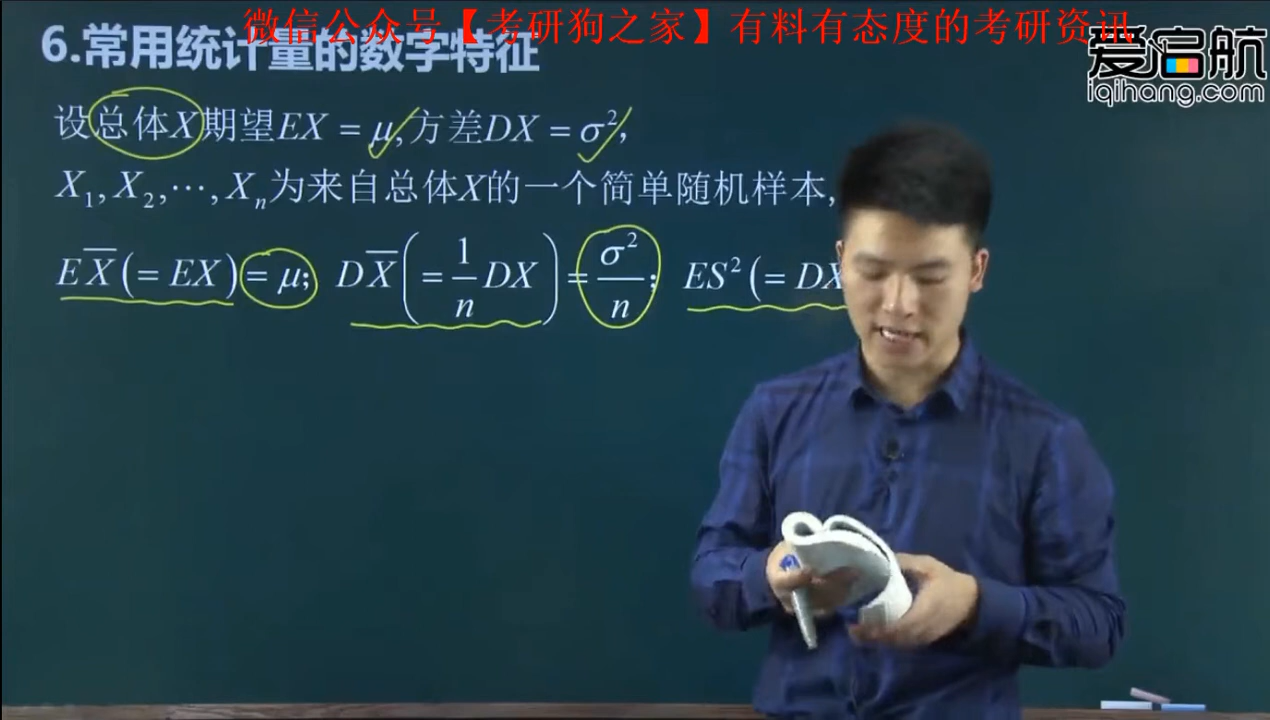 微信公众号【考研狗之家】有料有态度的考研资讯
6.常用统计量的数字特征
爱启航
iqihang.com
设总体X期望EX = μ,方差DX = σ²,
X₁, X₂, ⋯, Xₙ为来自总体X的一个简单随机样本,
EX̅(= EX) = μ; DX̅(= 1/n DX) = σ²/n; ES²(= DX